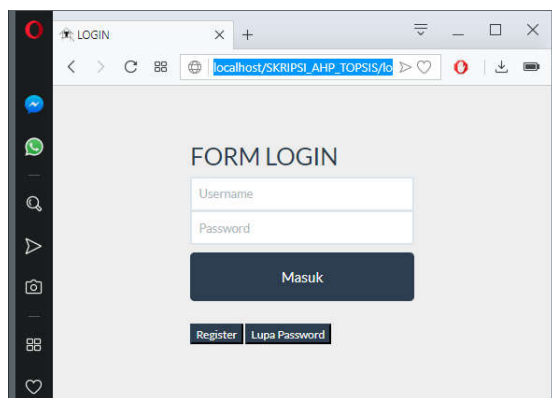 LOGIN
localhost/SKRIPSI_AHP_TOPSIS/lo
FORM LOGIN
Username
Password
Masuk
Register Lupa Password